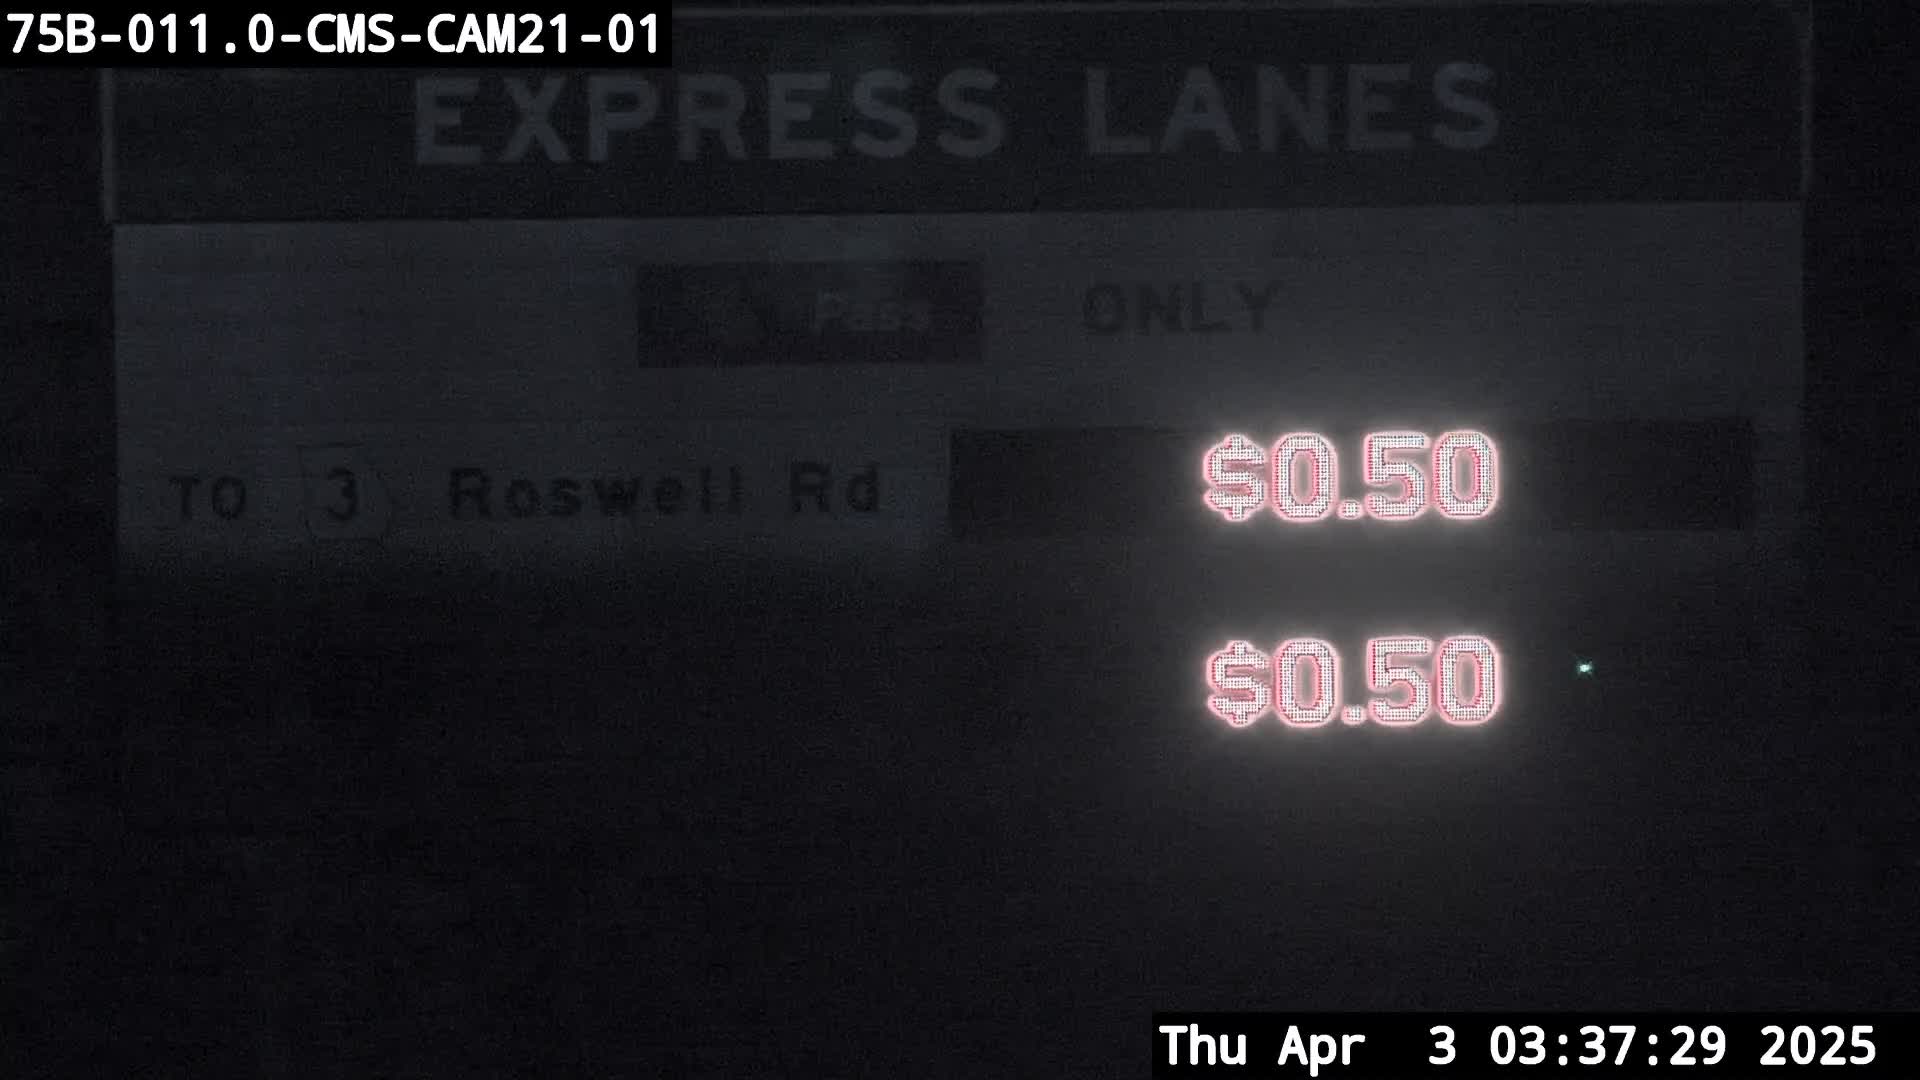 75B-011.0-CMS-CAM21-01
EXPRESS LANES
Pass ONLY
TO 3 Roswell Rd $0.50
$0.50
Thu Apr 3 03:37:29 2025